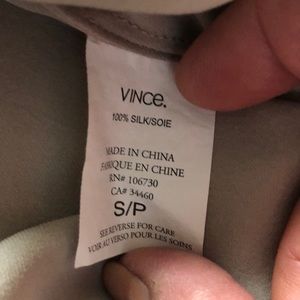 VINCE.
100% SILK/SOIE
MADE IN CHINA
FABRIQUE EN CHINE
RN# 106730
CA# 34460
S/P
SEE REVERSE FOR CARE
VOIR AU VERSO POUR LES SOINS